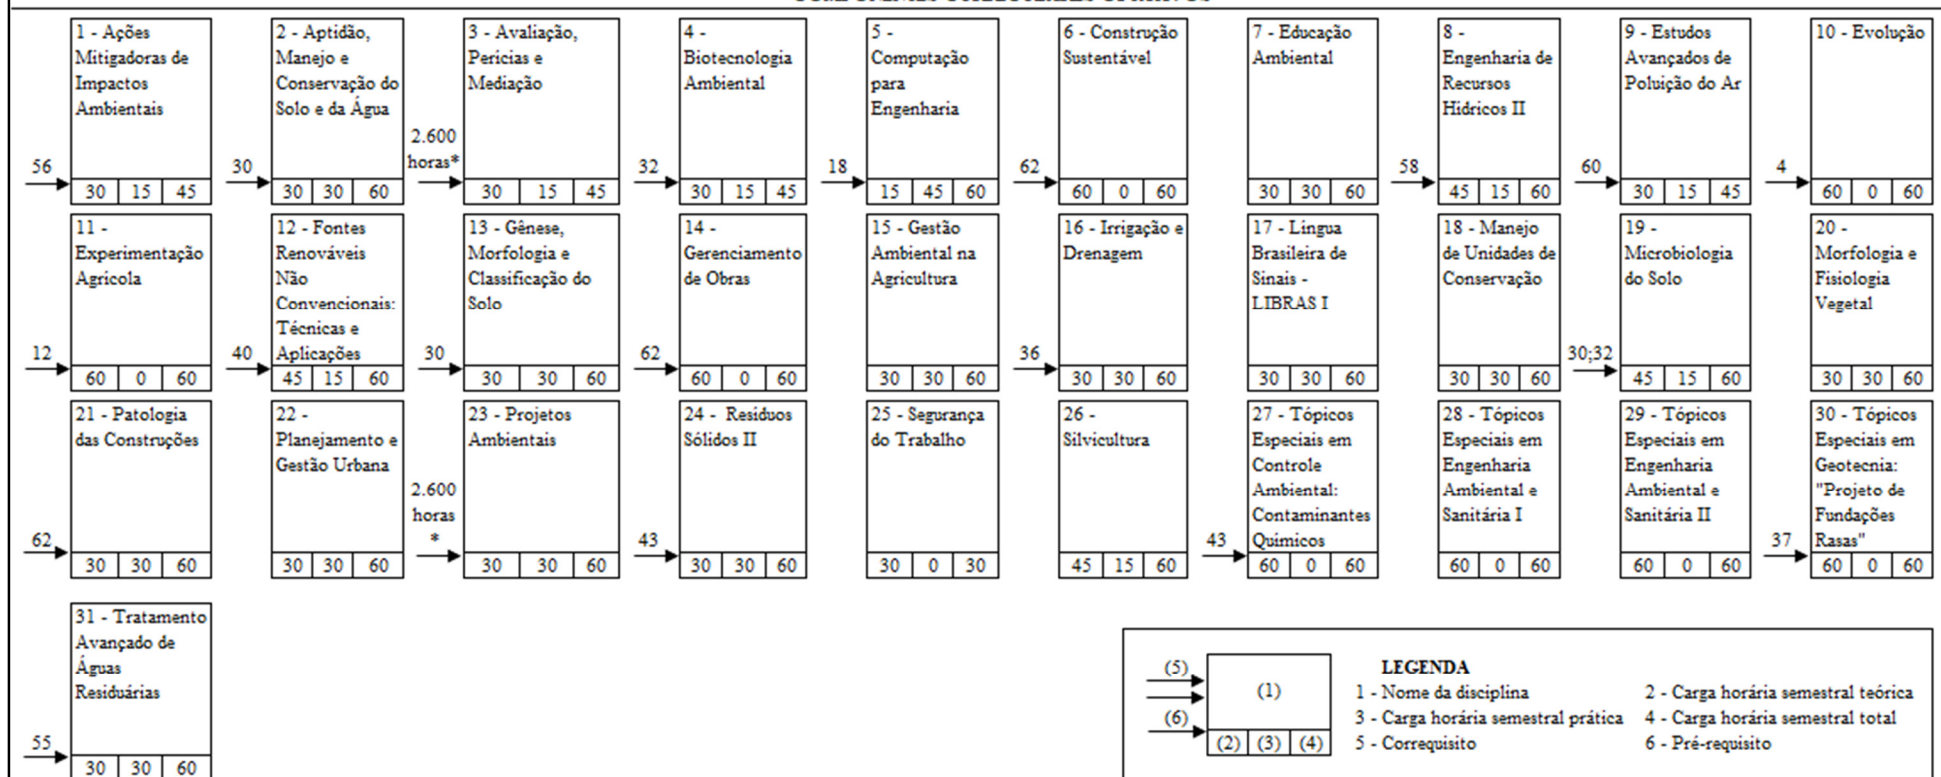 1 - Ações
Mitigadoras de
Impactos
Ambientais
56
30 15 45
2 - Aptidão,
Manejo e
Conservação do
Solo e da Água
30
30 30 60
3 - Avaliação,
Perícias e
Mediação
2.600
horas*
30 15 45
4 -
Biotecnologia
Ambiental
32
30 15 45
5 -
Computação
para
Engenharia
18
15 45 60
6 - Construção
Sustentável
62
60 0 60
7 - Educação
Ambiental
30 30 60
8 -
Engenharia de
Recursos
Hídricos II
58
45 15 60
9 - Estudos
Avançados de
Poluição do Ar
60
30 15 45
10 - Evolução
4
60 0 60
11 -
Experimentação
Agrícola
12
60 0 60
12 - Fontes
Renováveis
Não
Convencionais:
Técnicas e
Aplicações
40
45 15 60
13 - Gênese,
Morfologia e
Classificação do
Solo
30
30 30 60
14 -
Gerenciamento
de Obras
62
60 0 60
15 - Gestão
Ambiental na
Agricultura
30 30 60
16 - Irrigação e
Drenagem
36
30 30 60
17 - Língua
Brasileira de
Sinais -
LIBRAS I
30 30 60
18 - Manejo
de Unidades de
Conservação
30 30 60
19 -
Microbiologia
do Solo
30;32
45 15 60
20 -
Morfologia e
Fisiologia
Vegetal
30 30 60
21 - Patologia
das Construções
62
30 30 60
22 -
Planejamento e
Gestão Urbana
30 30 60
23 - Projetos
Ambientais
2.600
horas
*
30 30 60
24 - Resíduos
Sólidos II
43
30 30 60
25 - Segurança
do Trabalho
30 0 30
26 -
Silvicultura
45 15 60
27 - Tópicos
Especiais em
Controle
Ambiental:
Contaminantes
Químicos
43
60 0 60
28 - Tópicos
Especiais em
Engenharia
Ambiental e
Sanitária I
60 0 60
29 - Tópicos
Especiais em
Engenharia
Ambiental e
Sanitária II
60 0 60
30 - Tópicos
Especiais em
Geotecnia:
"Projeto de
Fundações
Rasas"
37
60 0 60
31 - Tratamento
Avançado de
Águas
Residuárias
55
30 30 60
(5)
(1)
(6)
(2) (3) (4)
LEGENDA
1 - Nome da disciplina 2 - Carga horária semestral teórica
3 - Carga horária semestral prática 4 - Carga horária semestral total
5 - Correquisito 6 - Pré-requisito